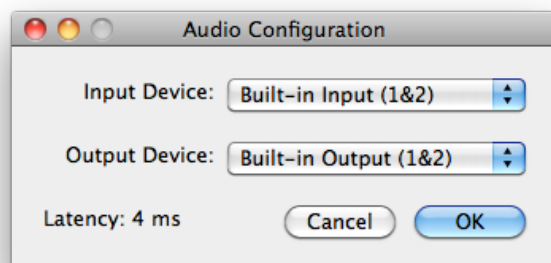 Audio Configuration
Input Device: Built-in Input (1&2)
Output Device: Built-in Output (1&2)
Latency: 4 ms Cancel OK